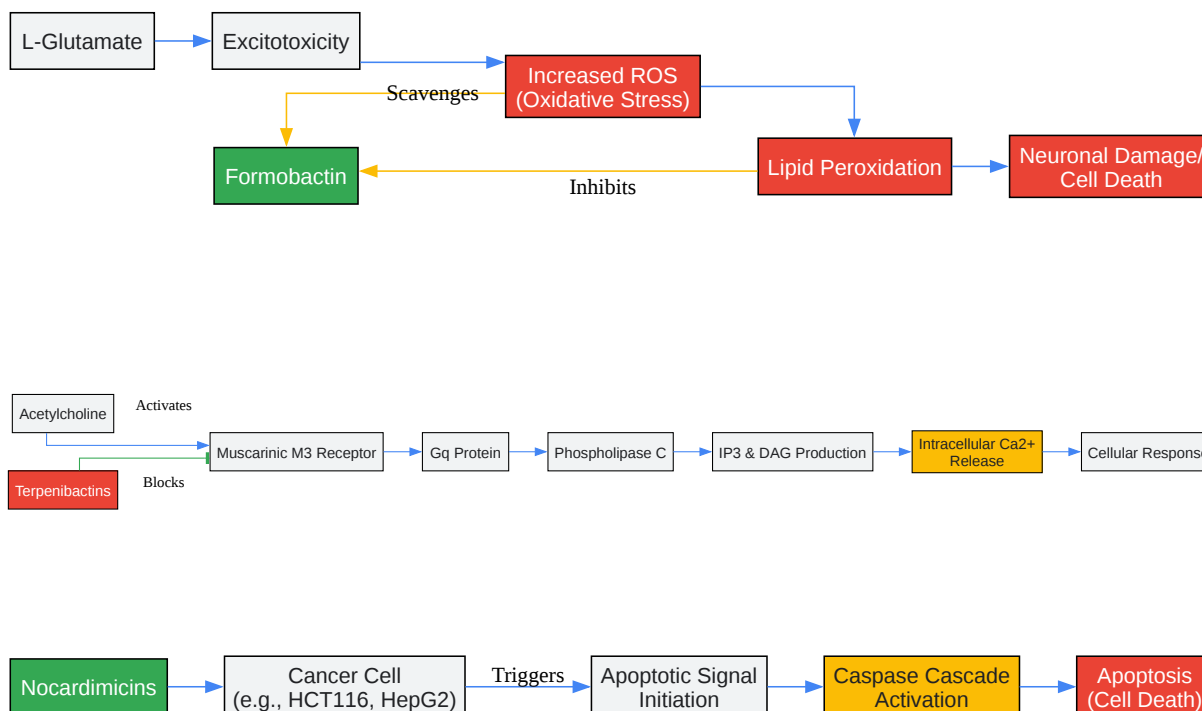 L-Glutamate
Excitotoxicity
Increased ROS
(Oxidative Stress)
Scavenges
Formobactin
Inhibits
Lipid Peroxidation
Neuronal Damage/
Cell Death
Acetylcholine
Activates
Terpenibactins
Blocks
Muscarinic M3 Receptor
Gq Protein
Phospholipase C
IP3 & DAG Production
Intracellular Ca2+
Release
Cellular Response
Nocardimicins
Cancer Cell
(e.g., HCT116, HepG2)
Triggers
Apoptotic Signal
Initiation
Caspase Cascade
Activation
Apoptosis
(Cell Death)